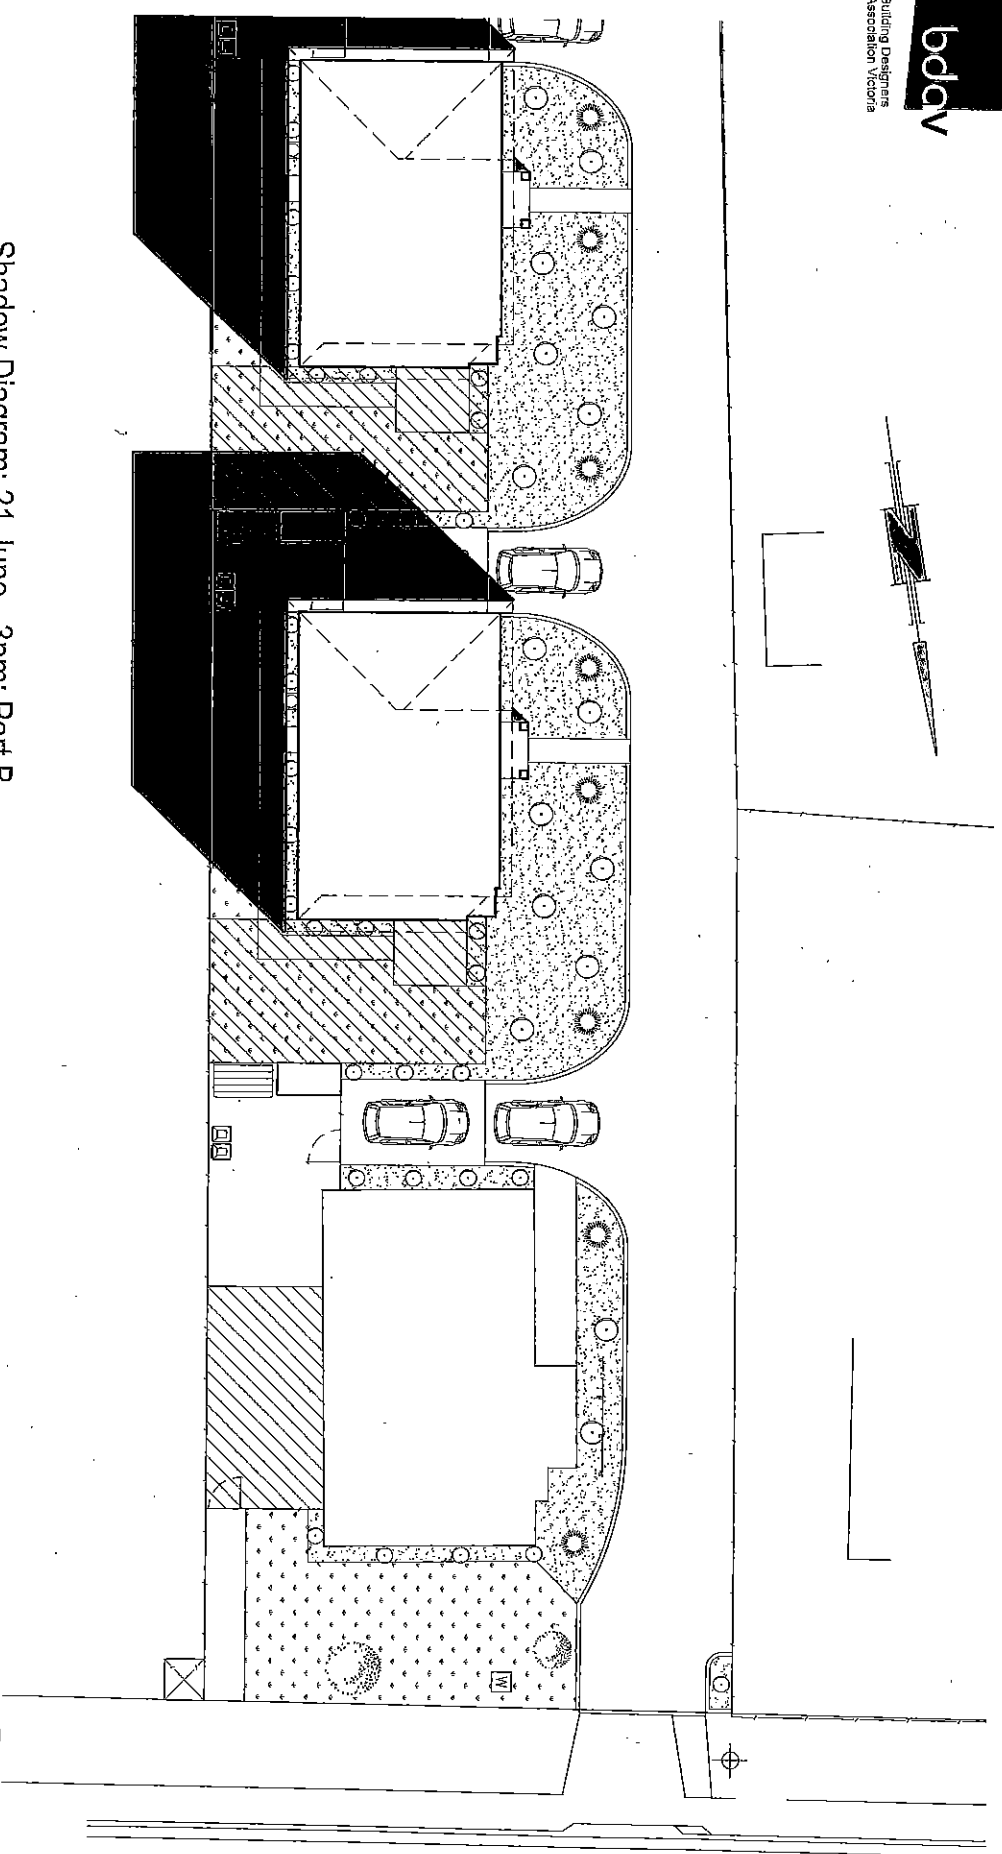 bdav
Building Designers
Association Victoria
Shadow Diagram: 21 June - 3pm: Part B
W